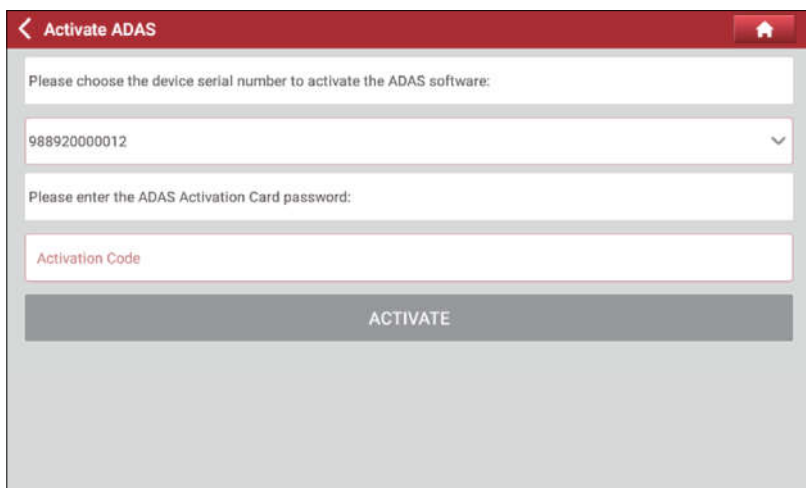 Activate ADAS
Please choose the device serial number to activate the ADAS software:
988920000012
Please enter the ADAS Activation Card password:
Activation Code
ACTIVATE